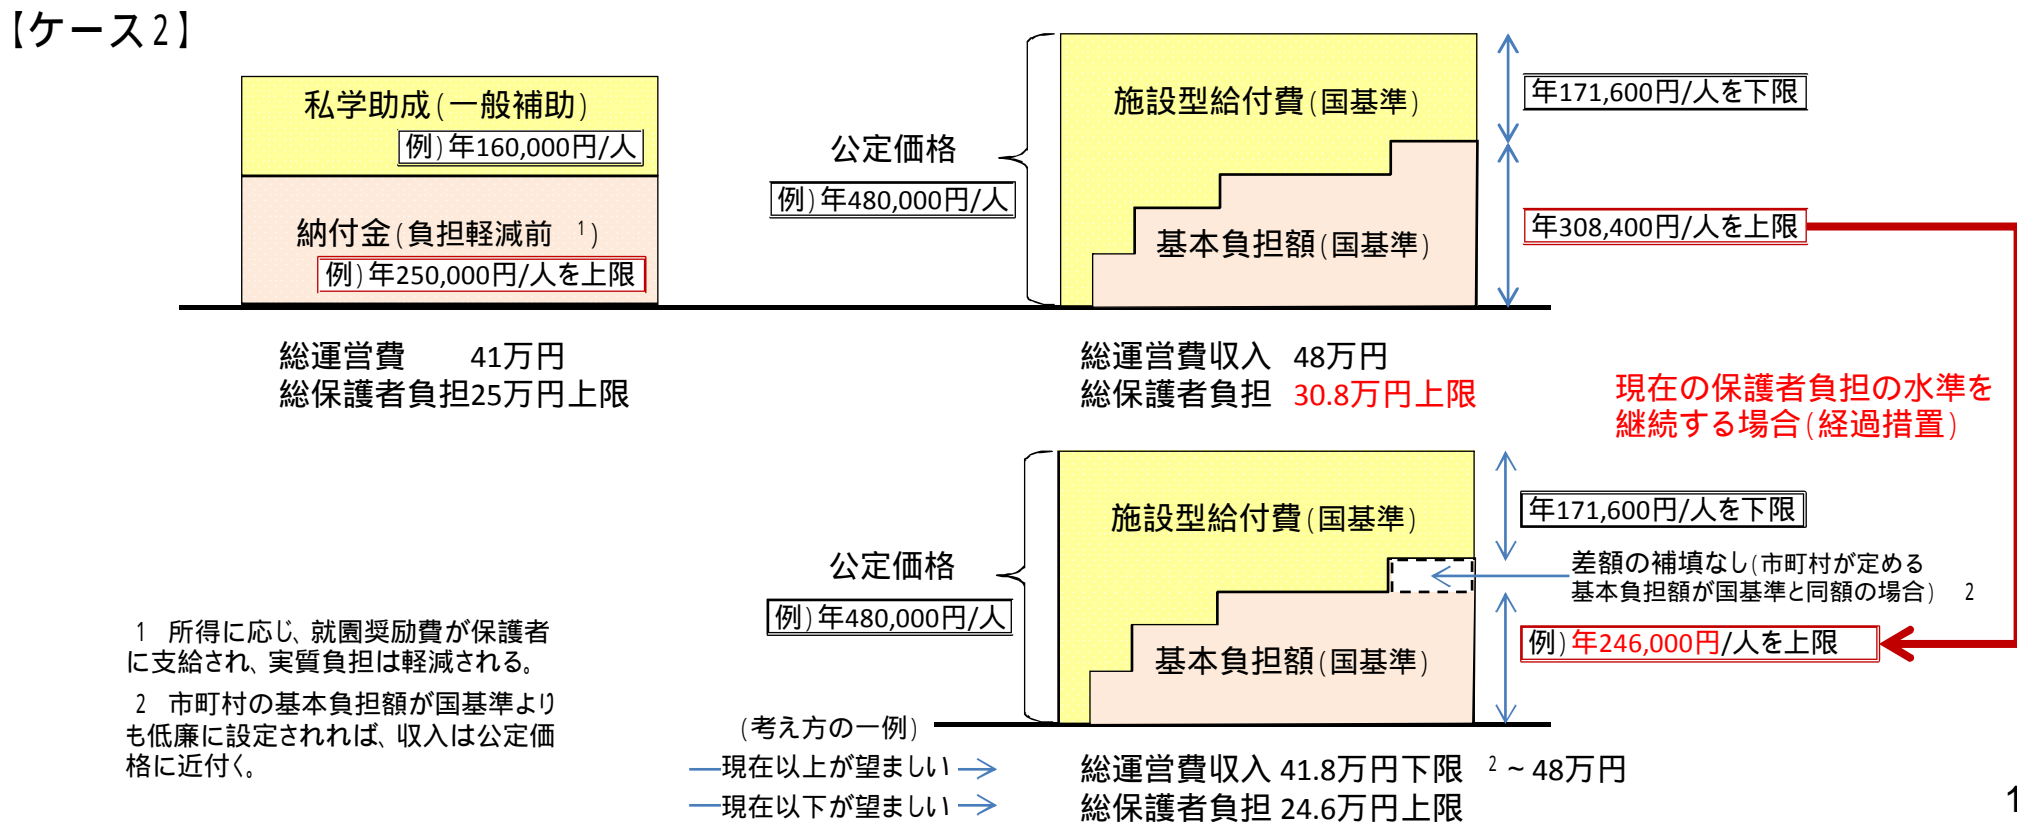 【ケース2】
私学助成(一般補助)
例)年160,000円/人
納付金(負担軽減前 1)
例)年250,000円/人を上限
総運営費 41万円
総保護者負担25万円上限
公定価格
例)年480,000円/人
施設型給付費(国基準)
基本負担額(国基準)
年171,600円/人を下限
年308,400円/人を上限
総運営費収入 48万円
総保護者負担 30.8万円上限
現在の保護者負担の水準を
継続する場合(経過措置)
公定価格
例)年480,000円/人
施設型給付費(国基準)
基本負担額(国基準)
年171,600円/人を下限
差額の補填なし(市町村が定める
基本負担額が国基準と同額の場合) 2
例)年246,000円/人を上限
1 所得に応じ、就園奨励費が保護者
に支給され、実質負担は軽減される。
2 市町村の基本負担額が国基準より
も低廉に設定されれば、収入は公定価
格に近付く。
(考え方の一例)
現在以上が望ましい
現在以下が望ましい
総運営費収入 41.8万円下限 2 ~ 48万円
総保護者負担 24.6万円上限
1